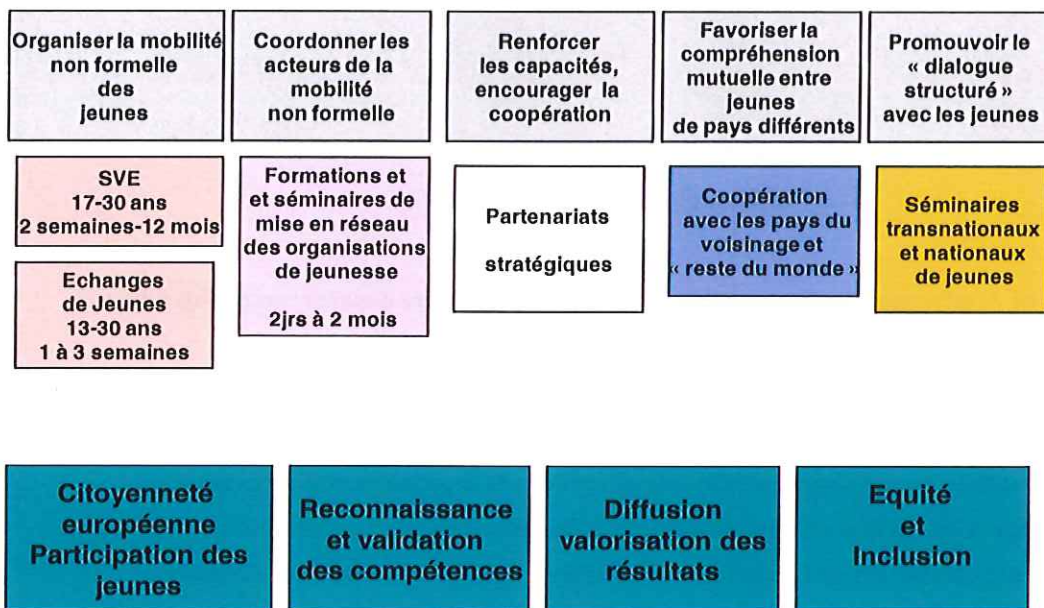 Organiser la mobilité
non formelle
des
jeunes
Coordonner les
acteurs de la
mobilité
non formelle
Renforcer
les capacités,
encourager la
coopération
Favoriser la
compréhension
mutuelle entre
jeunes
de pays différents
Promouvoir le
« dialogue
structuré »
avec les jeunes
SVE
17-30 ans
2 semaines-12 mois
Echanges
de Jeunes
13-30 ans
1 à 3 semaines
Formations et
et séminaires de
mise en réseau
des organisations
de jeunesse
2jrs à 2 mois
Partenariats
stratégiques
Coopération
avec les pays du
voisinage et
« reste du monde »
Séminaires
transnationaux
et nationaux
de jeunes
Citoyenneté
européenne
Participation des
jeunes
Reconnaissance
et validation
des compétences
Diffusion
valorisation des
résultats
Equité
et
Inclusion